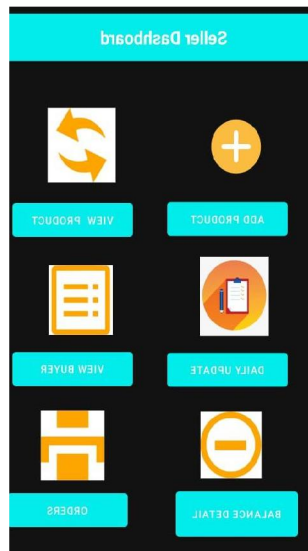 Seller Dashboard
ADD PRODUCT
VIEW PRODUCT
DAILY UPDATE
VIEW BUYER
BALANCE DETAIL
ORDERS